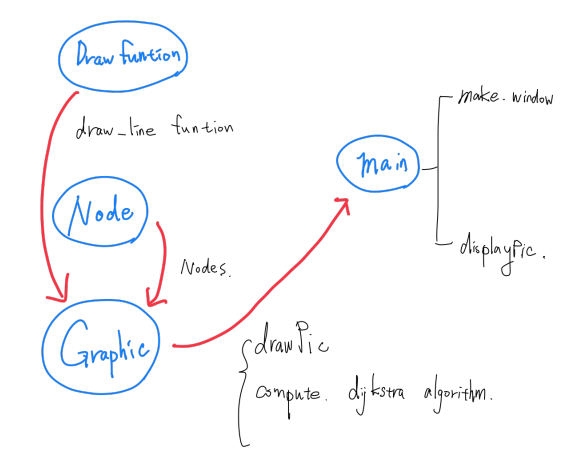 Draw funtion
draw_line funtion
make.window
main
Node
displayPic.
Nodes.
Graphic
drawPic
compute. dijkstra algorithm.